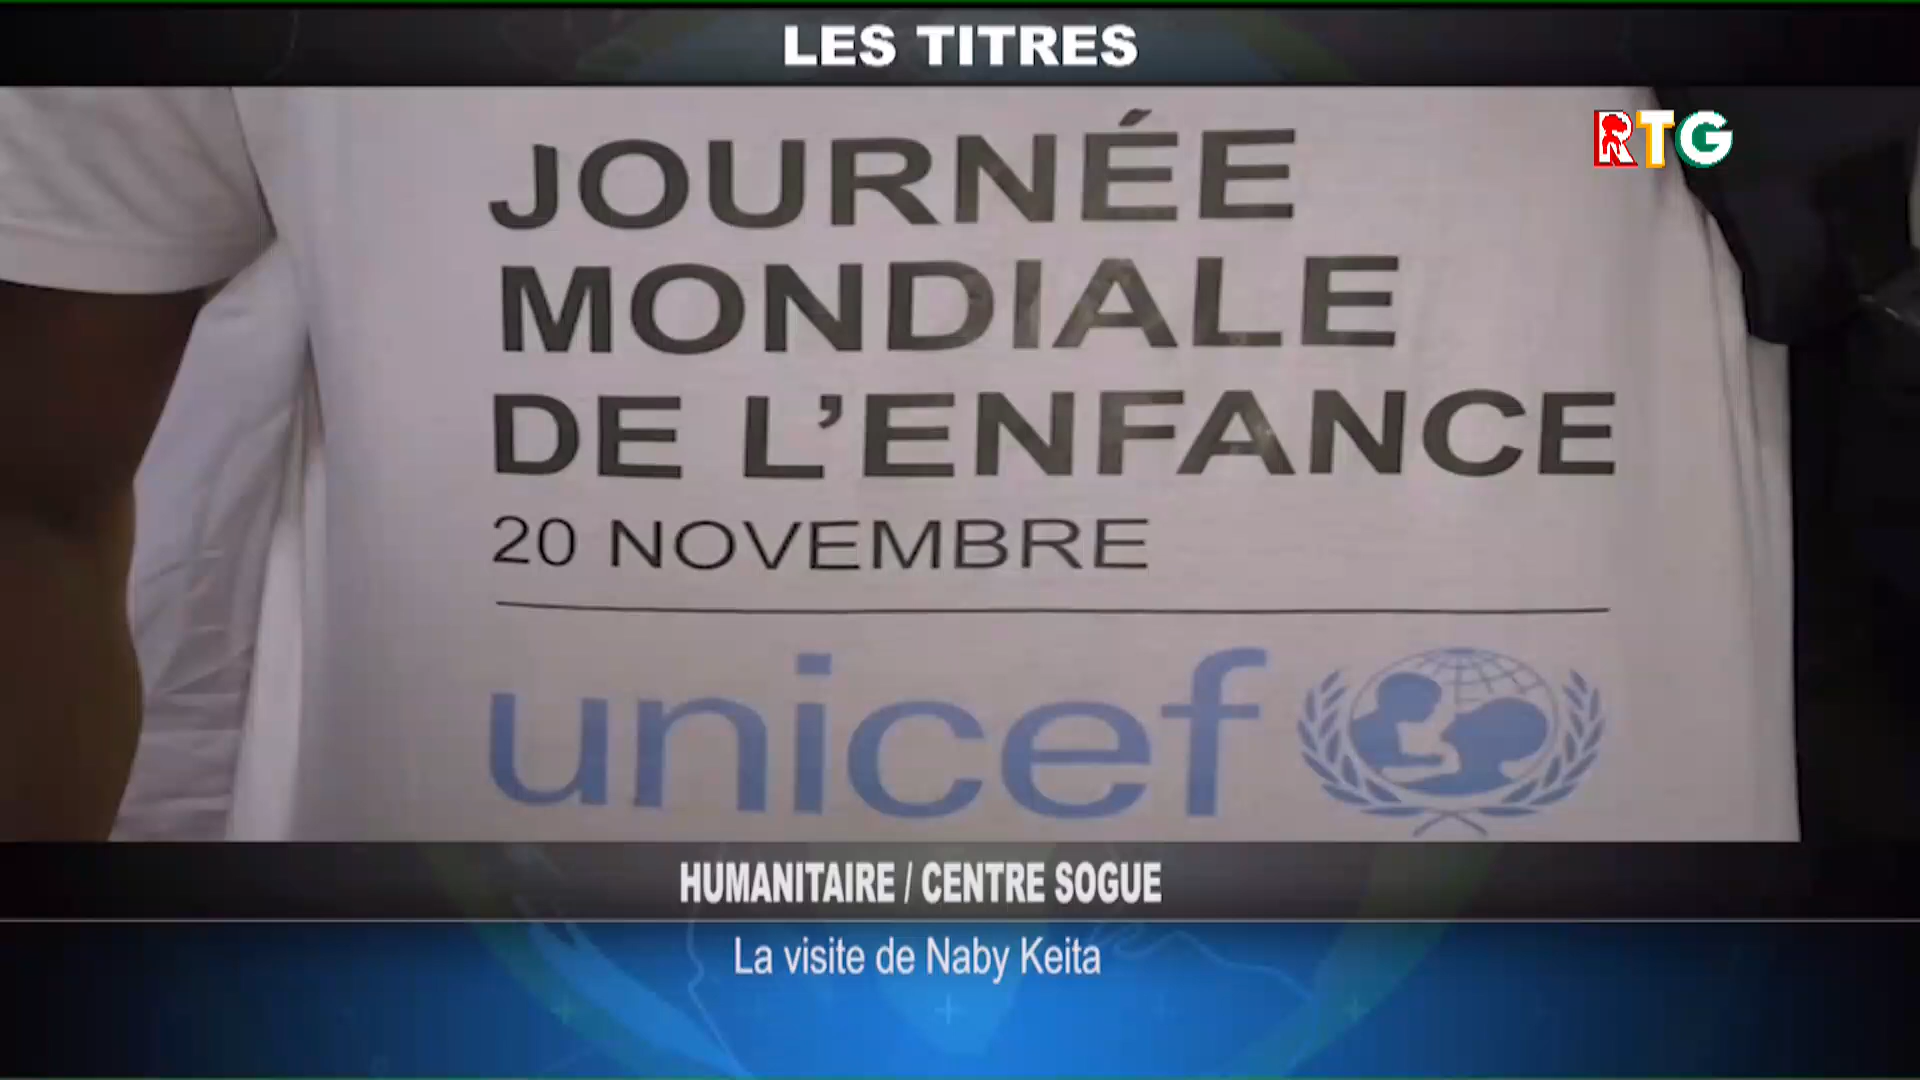 LES TITRES
RTG
JOURNÉE
MONDIALE
DE L'ENFANCE
20 NOVEMBRE
unicef
HUMANITAIRE / CENTRE SOGUE
La visite de Naby Keita